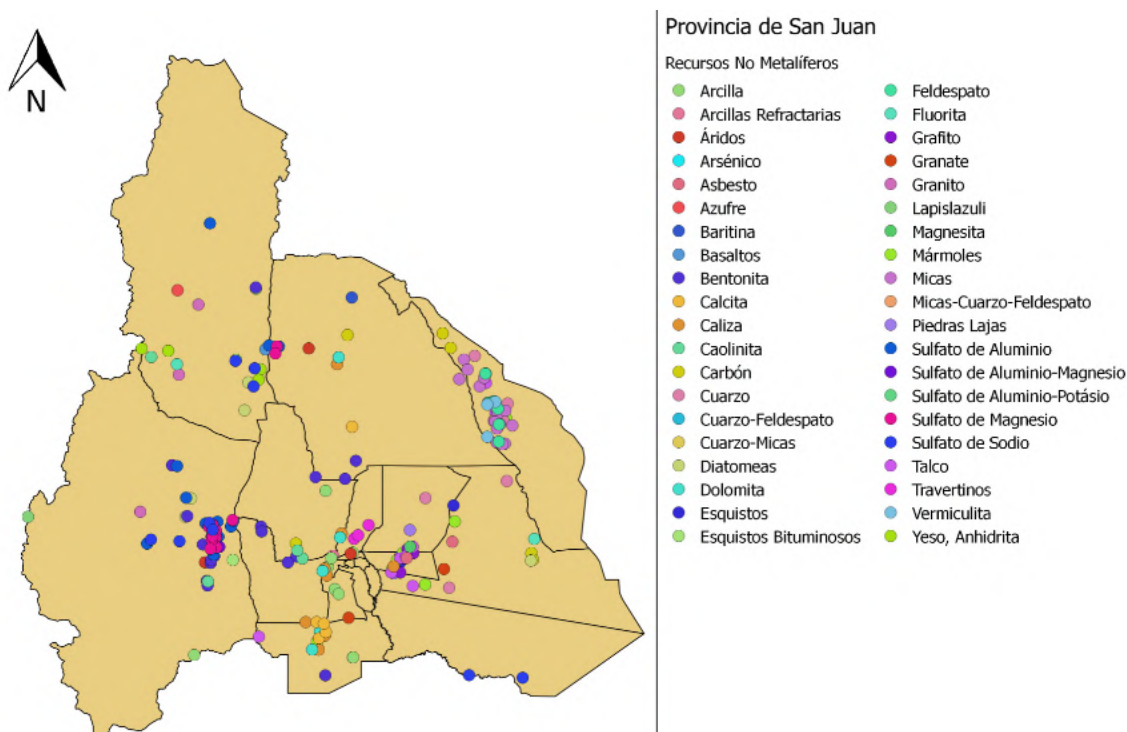 N
Provincia de San Juan
Recursos No Metalíferos
Arcilla
Arcillas Refractarias
Áridos
Arsénico
Asbesto
Azufre
Baritina
Basaltos
Bentonita
Calcita
Caliza
Caolinita
Carbón
Cuarzo
Cuarzo-Feldespato
Cuarzo-Micas
Diatomeas
Dolomita
Esquistos
Esquistos Bituminosos
Feldespato
Fluorita
Grafito
Granate
Granito
Lapislazuli
Magnesita
Mármoles
Micas
Micas-Cuarzo-Feldespato
Piedras Lajas
Sulfato de Aluminio
Sulfato de Aluminio-Magnesio
Sulfato de Aluminio-Potásio
Sulfato de Magnesio
Sulfato de Sodio
Talco
Travertinos
Vermiculita
Yeso, Anhidrita